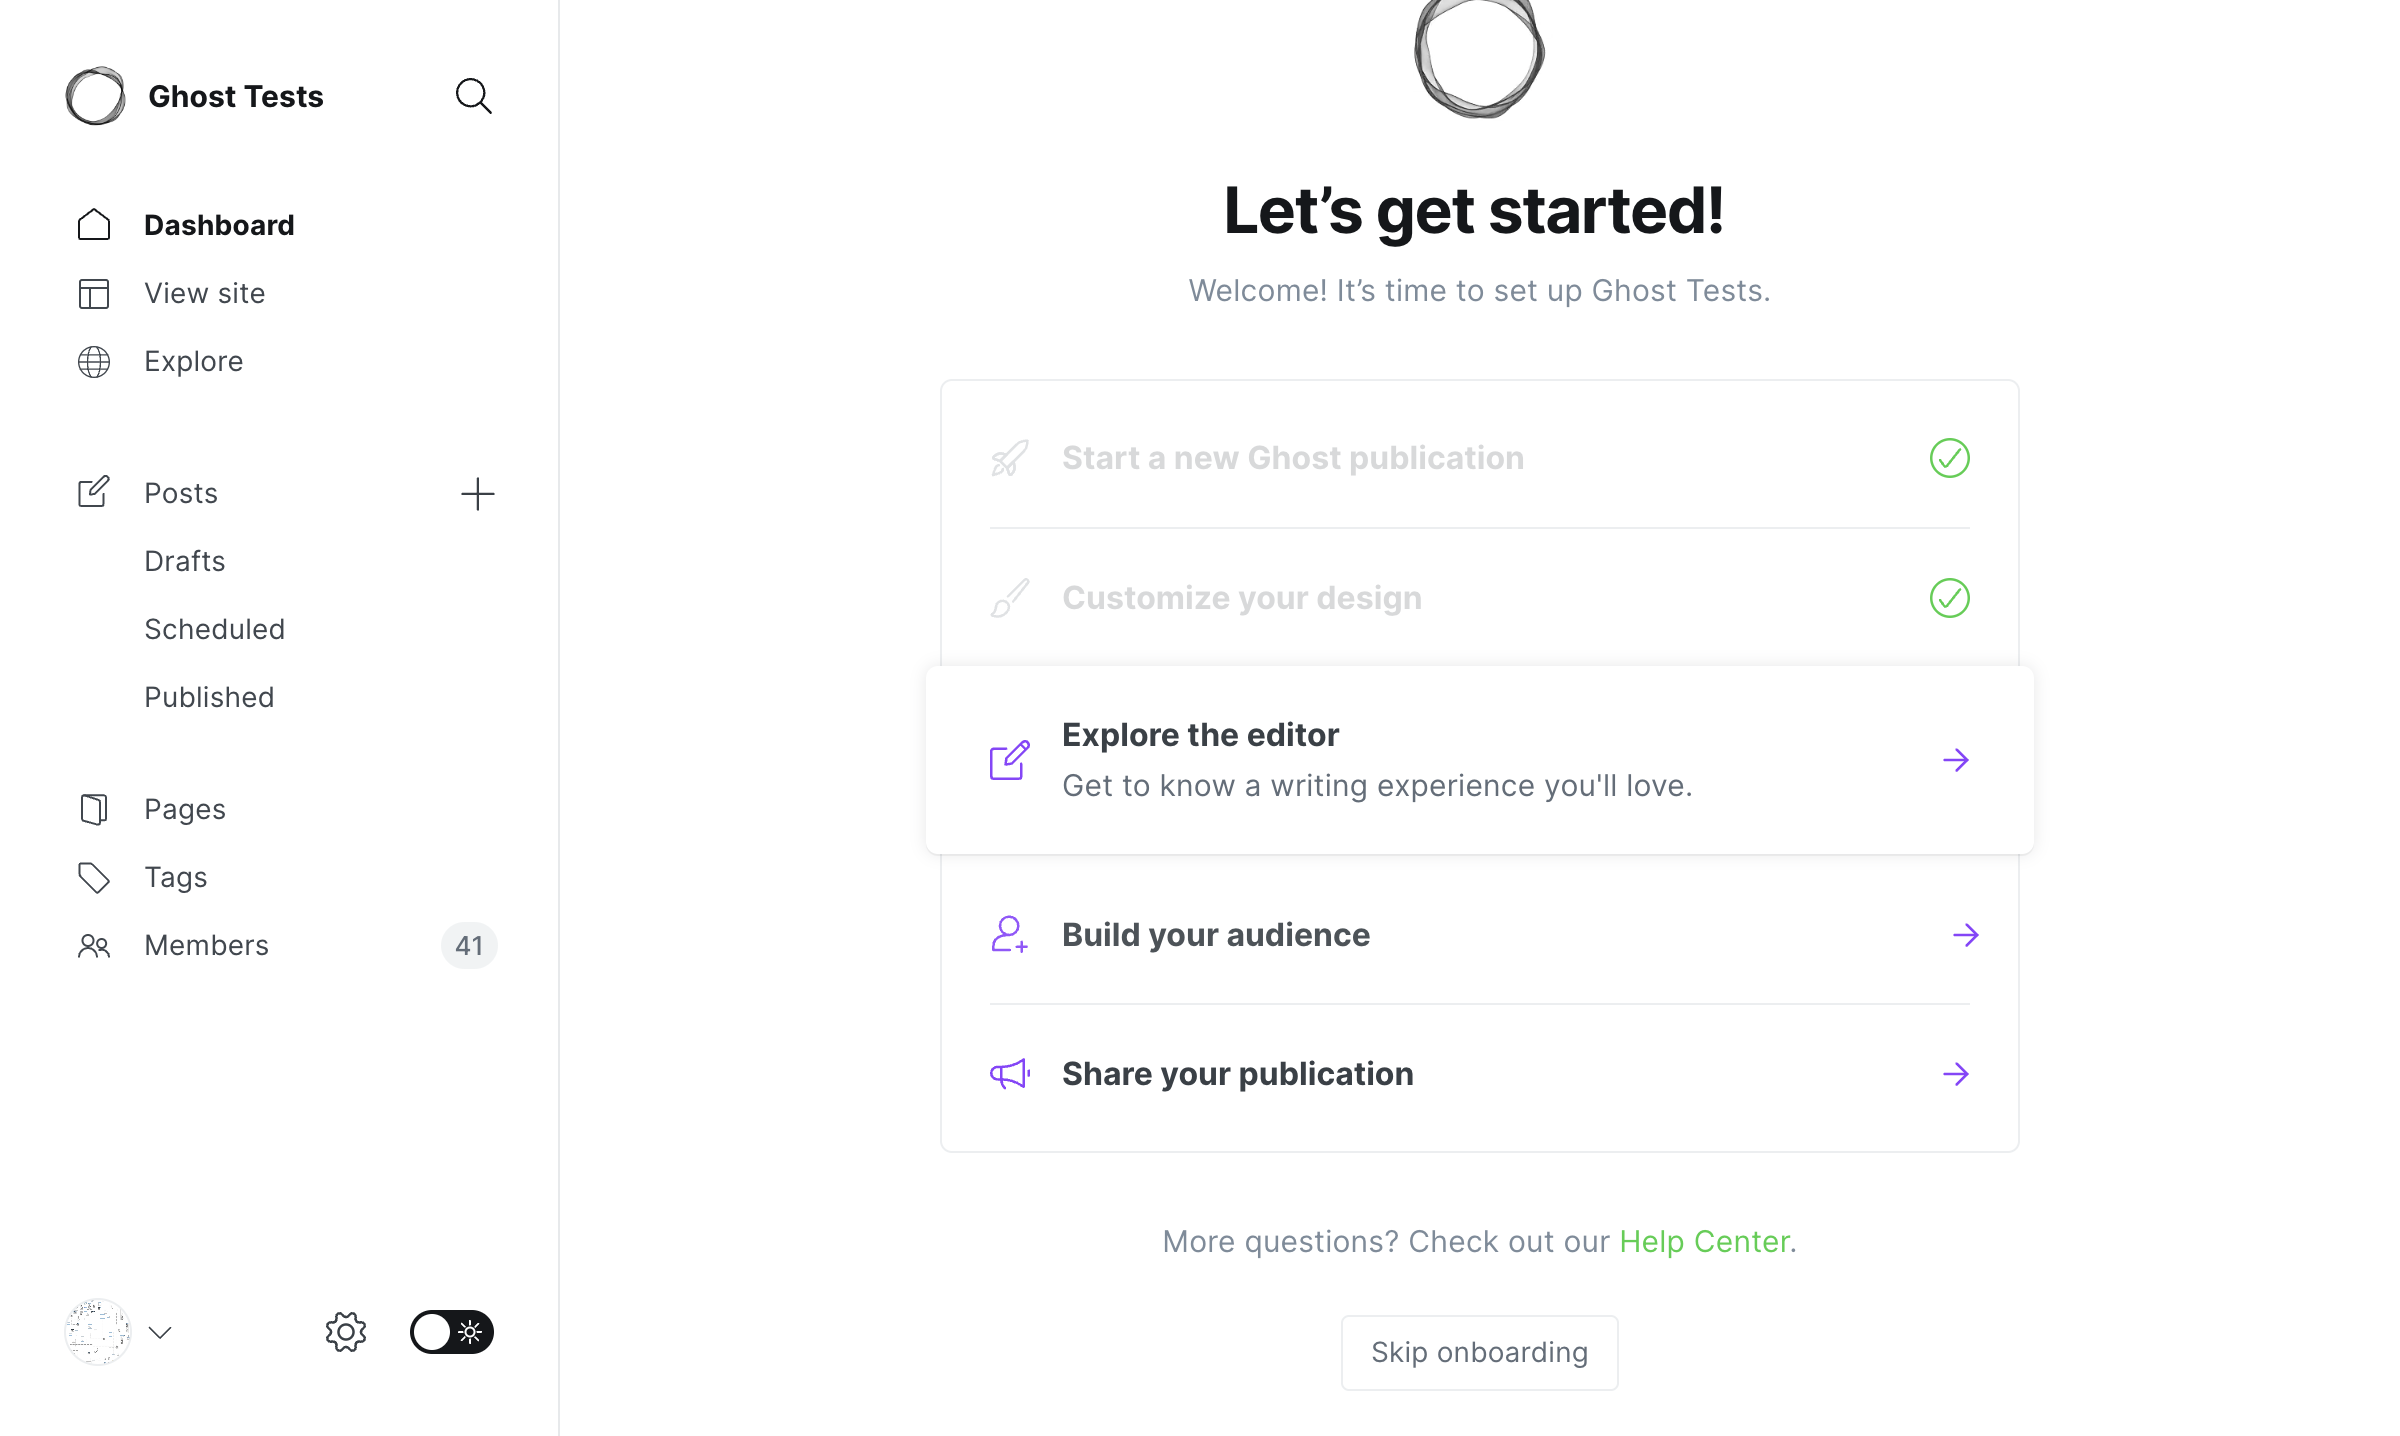 Ghost Tests
Dashboard
View site
Explore
Posts
Drafts
Scheduled
Published
Pages
Tags
Members 41
Let’s get started!
Welcome! It’s time to set up Ghost Tests.
Start a new Ghost publication
Customize your design
Explore the editor
Get to know a writing experience you'll love.
Build your audience
Share your publication
More questions? Check out our Help Center.
Skip onboarding